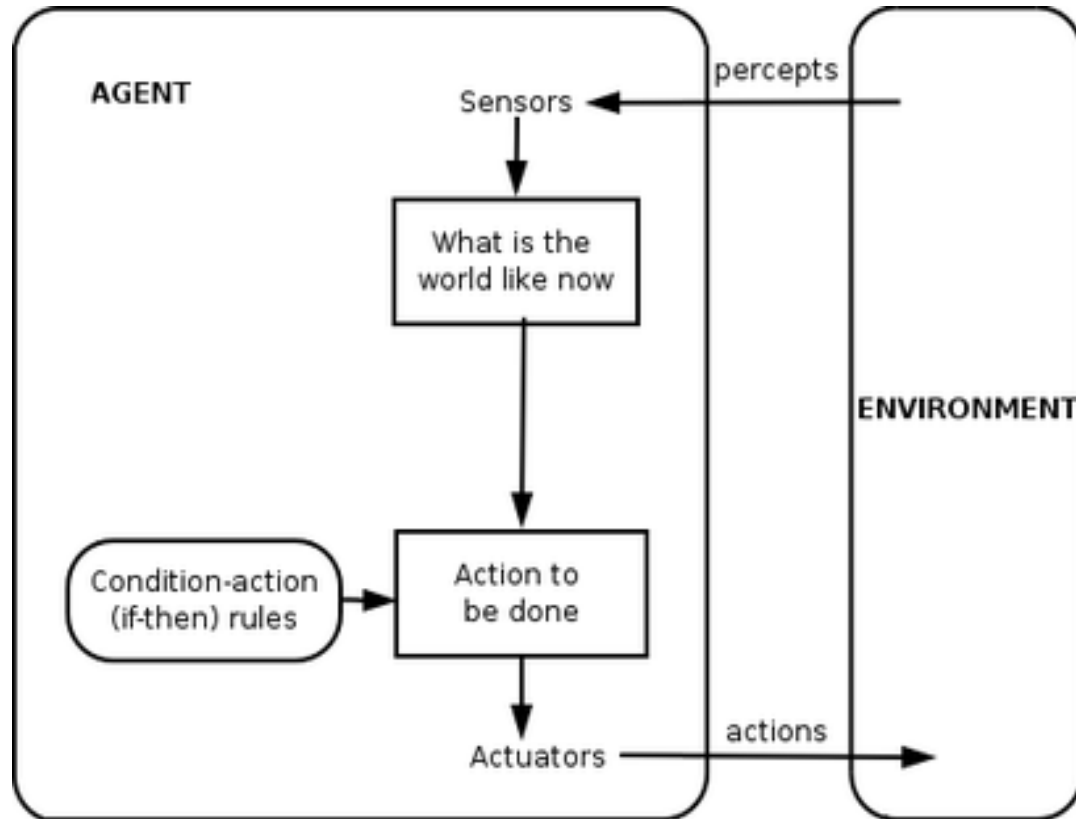 AGENT
percepts
Sensors
What is the
world like now
ENVIRONMENT
Condition-action
(if-then) rules
Action to
be done
Actuators
actions